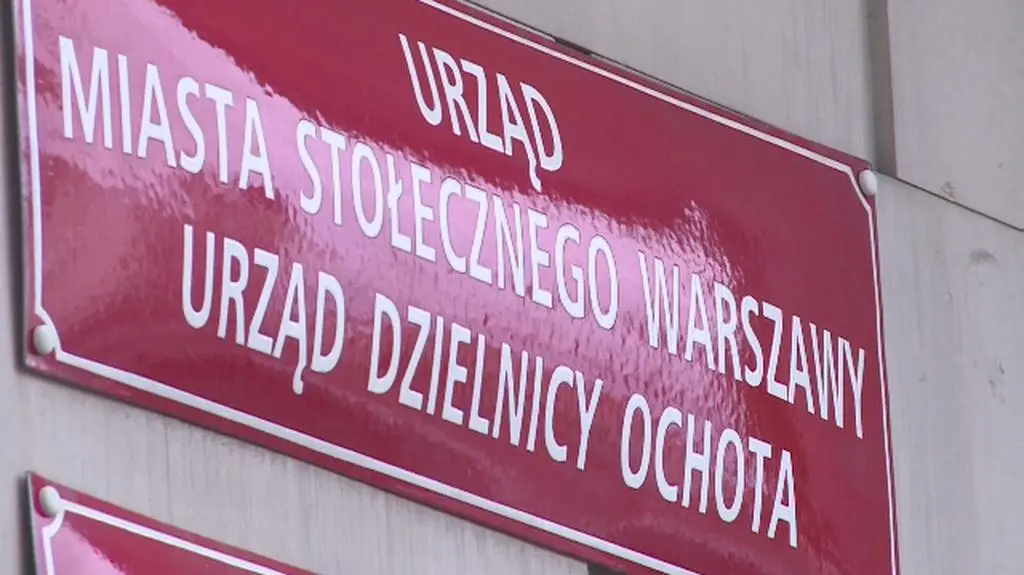 URZĄD
MIASTA STOŁECZNEGO WARSZAWY
URZĄD DZIELNICY OCHOTA